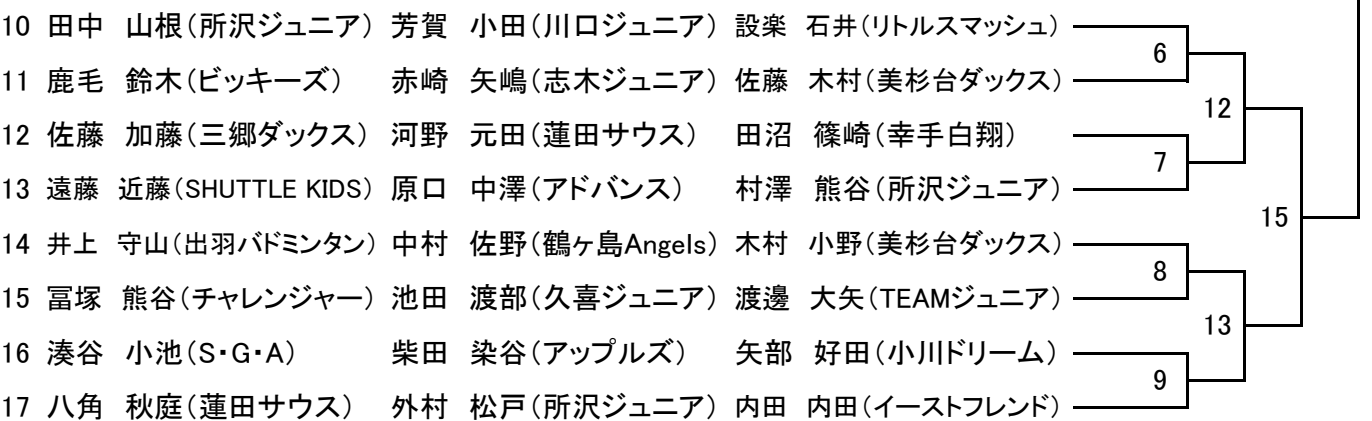 10 田中 山根(所沢ジュニア) 芳賀 小田(川口ジュニア) 設楽 石井(リトルスマッシュ)
6
11 鹿毛 鈴木(ビッキーズ) 赤崎 矢嶋(志木ジュニア) 佐藤 木村(美杉台ダックス)
12
12 佐藤 加藤(三郷ダックス) 河野 元田(蓮田サウス) 田沼 篠崎(幸手白翔)
7
13 遠藤 近藤(SHUTTLE KIDS) 原口 中澤(アドバンス) 村澤 熊谷(所沢ジュニア)
15
14 井上 守山(出羽バドミンタン) 中村 佐野(鶴ヶ島Angels) 木村 小野(美杉台ダックス)
8
15 冨塚 熊谷(チャレンジャー) 池田 渡部(久喜ジュニア) 渡邊 大矢(TEAMジュニア)
13
16 湊谷 小池(S・G・A) 柴田 染谷(アップルズ) 矢部 好田(小川ドリーム)
9
17 八角 秋庭(蓮田サウス) 外村 松戸(所沢ジュニア) 内田 内田(イーストフレンド)